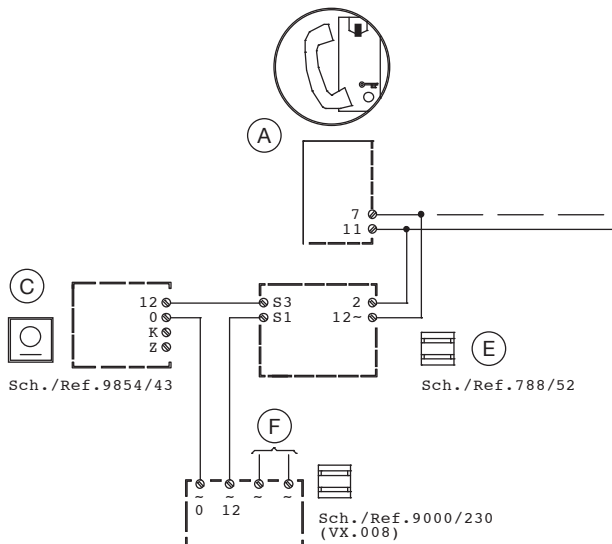 A
7
11
C
12
0
K
Z
S3
S1
2
12~
E
Sch./Ref.9854/43
Sch./Ref.788/52
F
~ ~ ~ ~
0 12
Sch./Ref.9000/230
(VX.008)